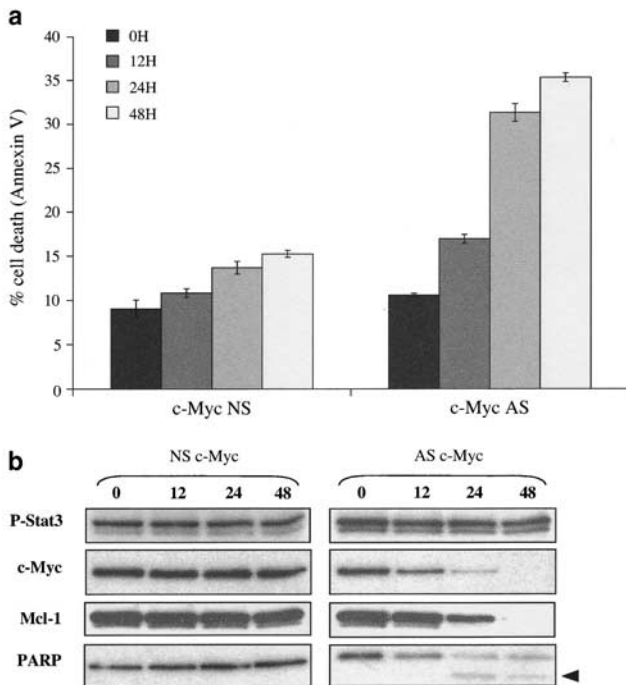 a
0H
12H
24H
48H
% cell death (Annexin V)
40
35
30
25
20
15
10
5
0
c-Myc NS
c-Myc AS
b
NS c-Myc
AS c-Myc
0 12 24 48
0 12 24 48
P-Stat3
c-Myc
Mcl-1
PARP